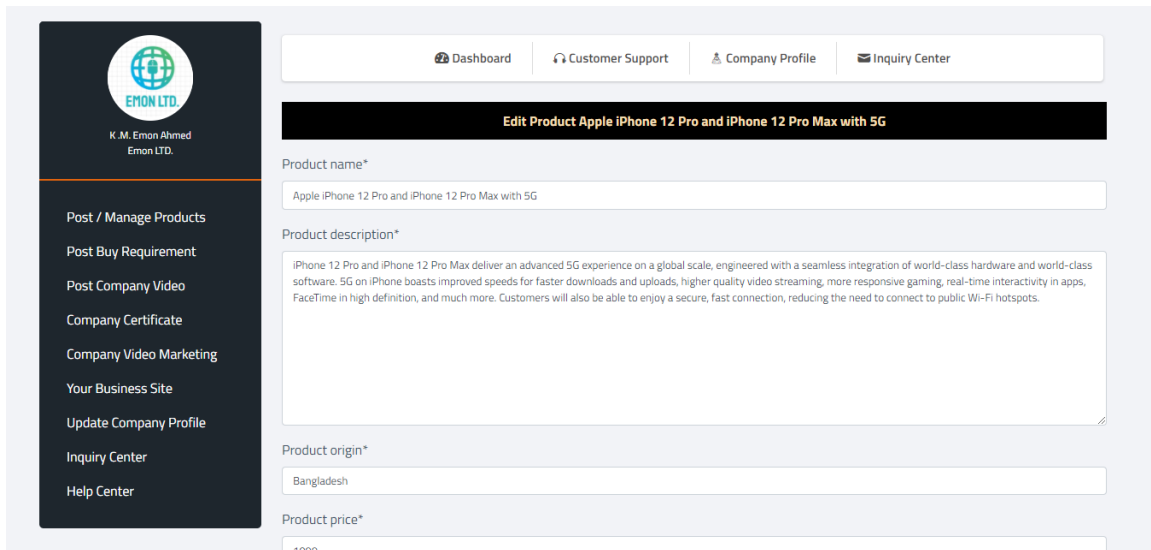 EMON LTD.
K .M. Emon Ahmed
Emon LTD.
Post / Manage Products
Post Buy Requirement
Post Company Video
Company Certificate
Company Video Marketing
Your Business Site
Update Company Profile
Inquiry Center
Help Center
Dashboard
Customer Support
Company Profile
Inquiry Center
Edit Product Apple iPhone 12 Pro and iPhone 12 Pro Max with 5G
Product name*
Apple iPhone 12 Pro and iPhone 12 Pro Max with 5G
Product description*
iPhone 12 Pro and iPhone 12 Pro Max deliver an advanced 5G experience on a global scale, engineered with a seamless integration of world-class hardware and world-class
software. 5G on iPhone boasts improved speeds for faster downloads and uploads, higher quality video streaming, more responsive gaming, real-time interactivity in apps,
FaceTime in high definition, and much more. Customers will also be able to enjoy a secure, fast connection, reducing the need to connect to public Wi-Fi hotspots.
Product origin*
Bangladesh
Product price*